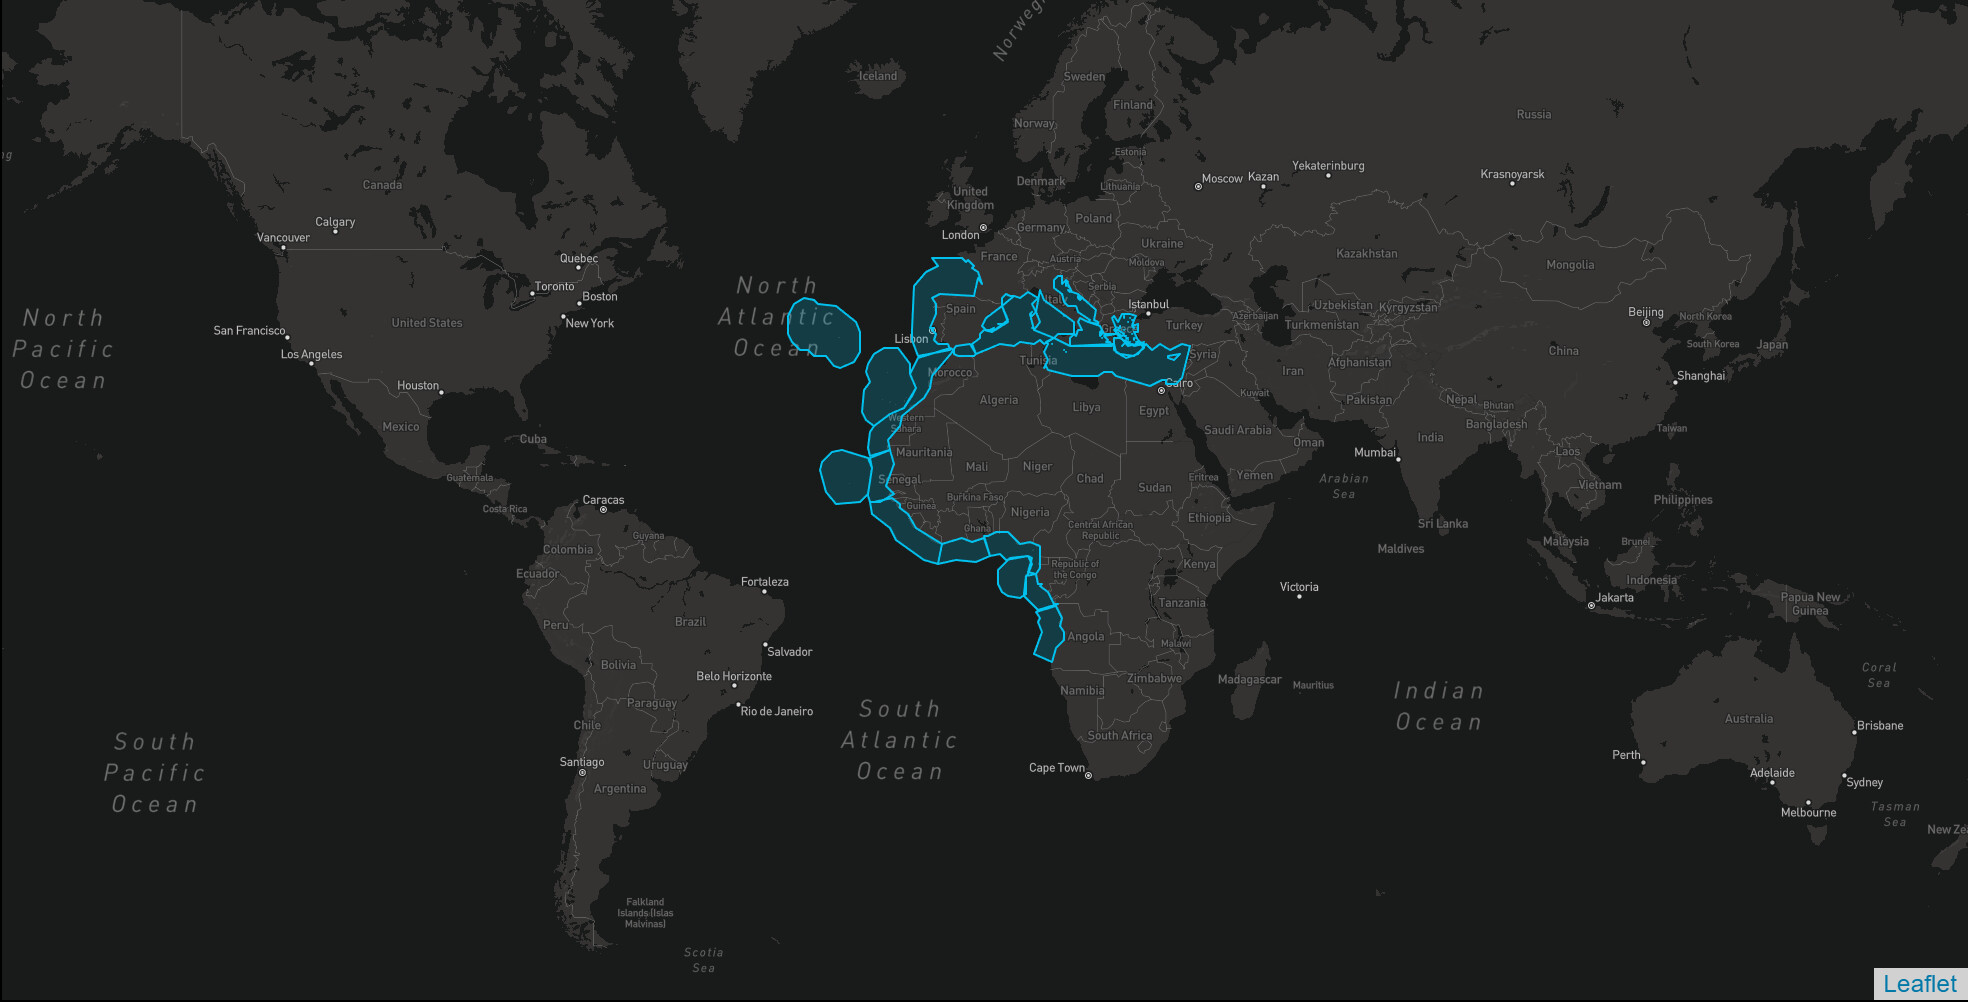 Norwegi
Iceland
Sweden
Finland
Norway
Russia
Estonia
ng
Yekaterinburg
Moscow
Kazan
Krasnoyarsk
Denmark
Lithuania
United
Kingdom
Canada
Poland
Calgary
Vancouver
London
Germany
Ukraine
Kazakhstan
Quebec
France
Austria
Moldova
Mongolia
North
Atlantic
Ocean
Toronto
Boston
New York
Serbia
Italy
Istanbul
Spain
Uzbekistan
Kyrgyzstan
Beijing
North
Pacific
Ocean
San Francisco
United States
Lisbon
Greece
Turkey
Azerbaijan
Turkmenistan
North Korea
South Korea
Japan
Los Angeles
Tunisia
Syria
Afghanistan
China
Houston
Morocco
Cairo
Iran
Shanghai
Algeria
Libya
Egypt
Kuwait
Pakistan
Nepal
Bhutan
Mexico
Western
Sahara
Saudi Arabia
Bangladesh
Taiwan
Cuba
Oman
India
Mauritania
Mumbai
Laos
Guatemala
Mali
Niger
Chad
Senegal
Sudan
Eritrea
Yemen
Arabian
Sea
Vietnam
Philippines
Caracas
Costa Rica
Burkina Faso
Guinea
Nigeria
Ghana
Ethiopia
Central African
Republic
Sri Lanka
Guyana
Colombia
Maldives
Malaysia
Brunei
Ecuador
Fortaleza
Republic of
the Congo
Kenya
Victoria
Indonesia
Tanzania
Jakarta
Papua New
Guinea
Peru
Brazil
Angola
Malawi
Salvador
Bolivia
Belo Horizonte
Zimbabwe
Madagascar
Mauritius
Namibia
Coral
Sea
Indian
Ocean
Paraguay
Rio de Janeiro
South
Atlantic
Ocean
Chile
Australia
Brisbane
South Africa
South
Pacific
Ocean
Santiago
Uruguay
Cape Town
Perth
Adelaide
Sydney
Argentina
Melbourne
Tasman
Sea
New Zea
Falkland
Islands (Islas
Malvinas)
Scotia
Sea
Leaflet